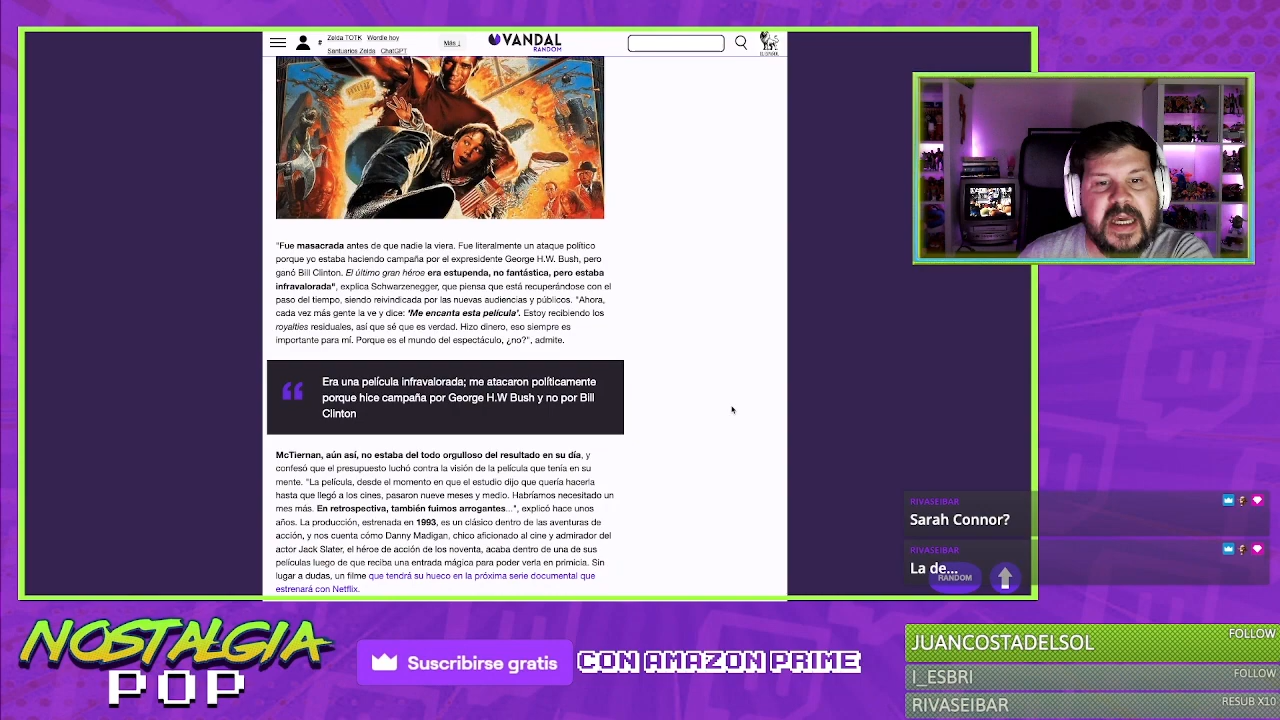 # Zelda TOTK Wordle hoy
Santuarios Zelda ChatGPT
Más ↓
VANDAL
RANDOM
"Fue masacrada antes de que nadie la viera. Fue literalmente un ataque político
porque yo estaba haciendo campaña por el expresidente George H.W. Bush, pero
ganó Bill Clinton. El último gran héroe era estupenda, no fantástica, pero estaba
infravalorada", explica Schwarzenegger, que piensa que está recuperándose con el
paso del tiempo, siendo reivindicada por las nuevas audiencias y públicos. "Ahora,
cada vez más gente la ve y dice: 'Me encanta esta película'. Estoy recibiendo los
royalties residuales, así que sé que es verdad. Hizo dinero, eso siempre es
importante para mí. Porque es el mundo del espectáculo, ¿no?", admite.
Era una película infravalorada; me atacaron políticamente
porque hice campaña por George H.W Bush y no por Bill
Clinton
McTiernan, aún así, no estaba del todo orgulloso del resultado en su día, y
confesó que el presupuesto luchó contra la visión de la película que tenía en su
mente. "La película, desde el momento en que el estudio dijo que quería hacerla
hasta que llegó a los cines, pasaron nueve meses y medio. Habríamos necesitado un
mes más. En retrospectiva, también fuimos arrogantes...", explicó hace unos
años. La producción, estrenada en 1993, es un clásico dentro de las aventuras de
acción, y nos cuenta cómo Danny Madigan, chico aficionado al cine y admirador del
actor Jack Slater, el héroe de acción de los noventa, acaba dentro de una de sus
películas luego de que reciba una entrada mágica para poder verla en primicia. Sin
lugar a dudas, un filme que tendrá su hueco en la próxima serie documental que
estrenará con Netflix.
RIVASEIBAR
Sarah Connor?
RIVASEIBAR
La de...
RANDOM
NOSTALGIA
POP
Suscribirse gratis
CON AMAZON PRIME
JUANCOSTADELSOL FOLLOW
I_ESBRI FOLLOW
RIVASEIBAR RESUB X10